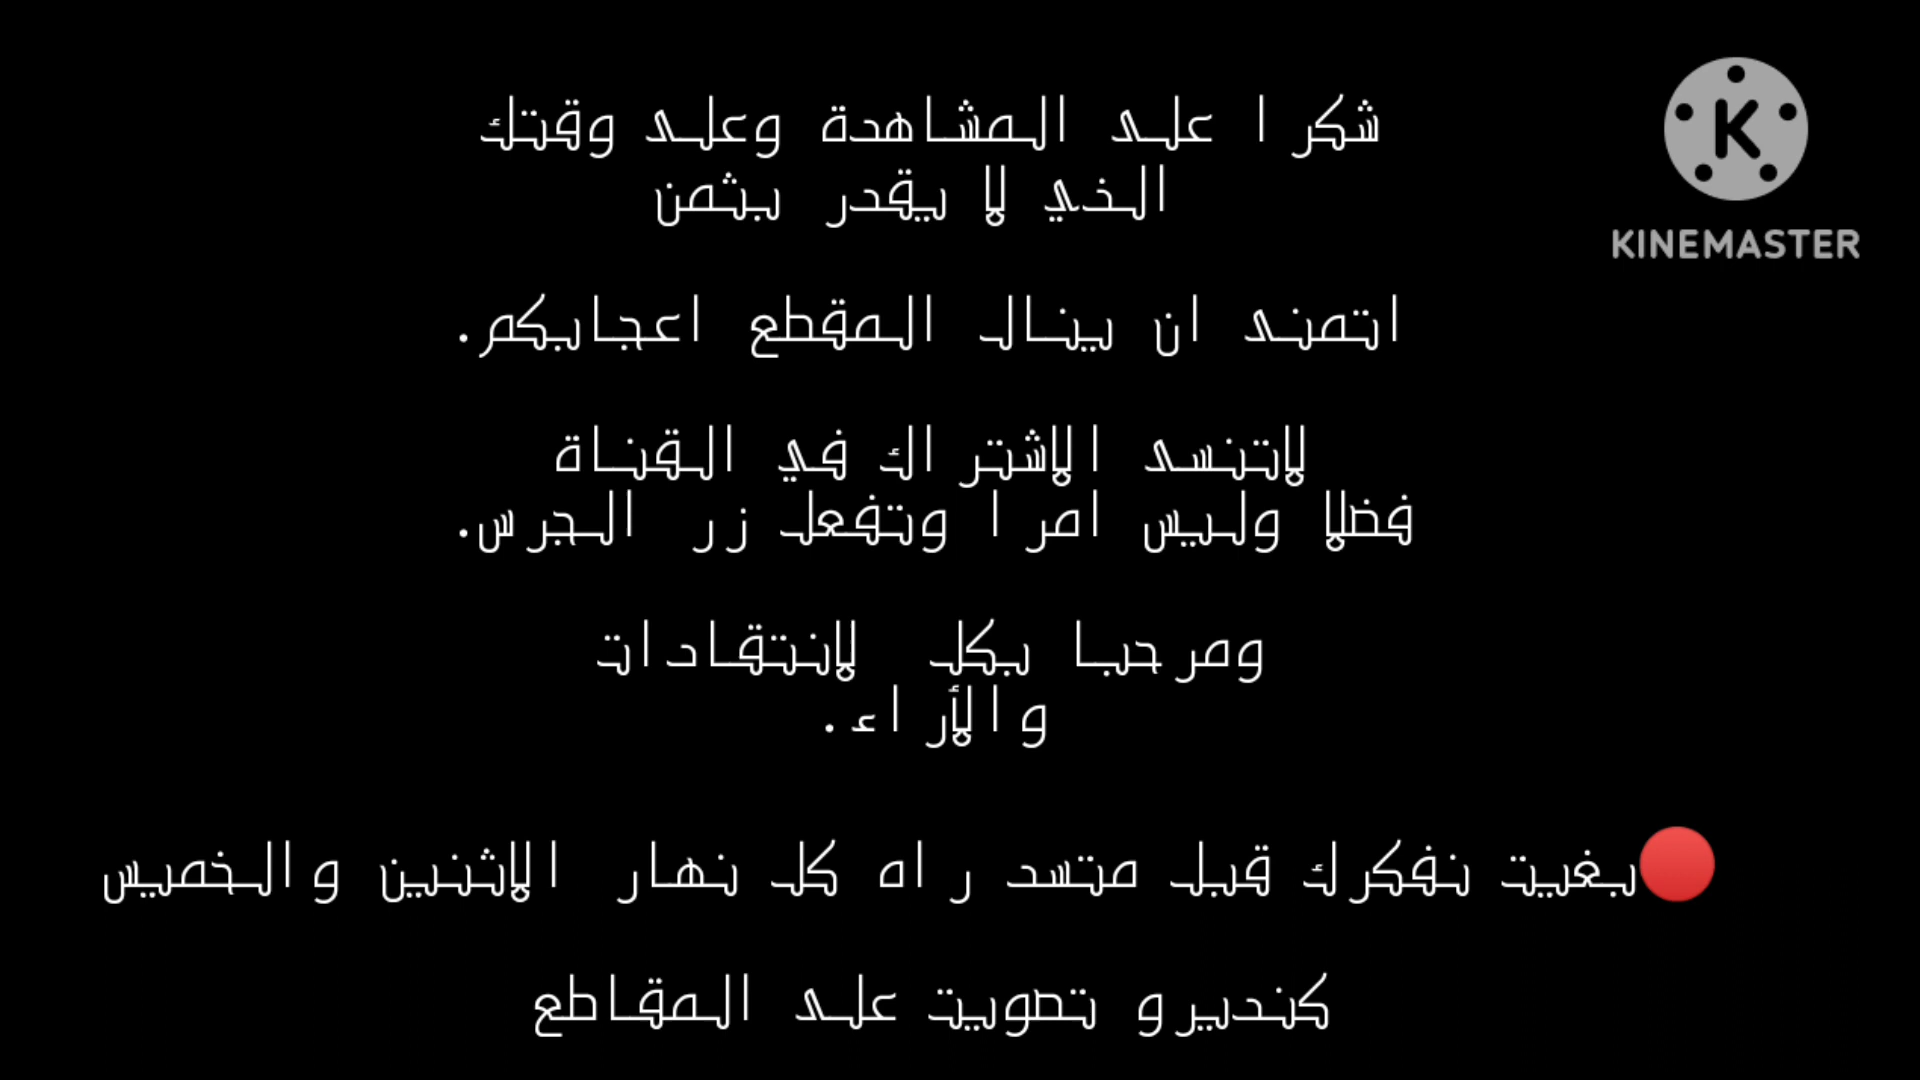 شكرا على المشاهدة وعلى وقتك
الذي لا يقدر بثمن
KINEMASTER
اتمنى ان ينال المقطع اعجابكم.
لاتنسى الاشتراك في القناة
فضلا وليس امرا وتفعل زر الجرس.
ومرحبا بكل لانتقادات
والأراء.
بغيت نفكرك قبل متسد راه كل نهار الاثنين والخميس
كنديرو تصويت على المقاطع